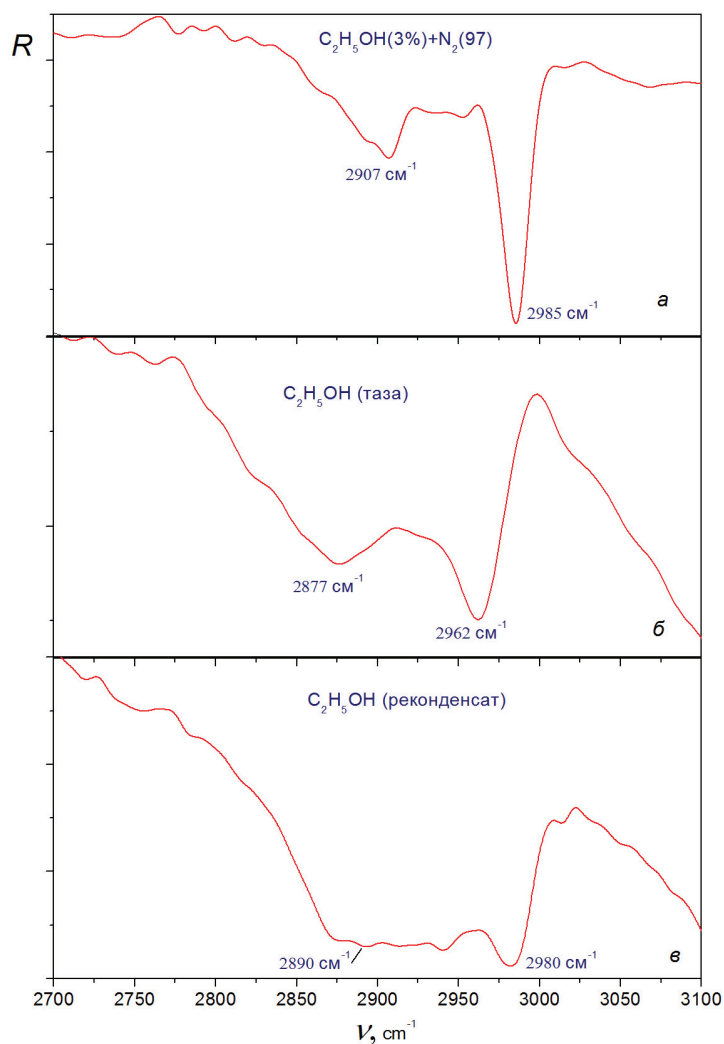 R
C₂H₅OH(3%)+N₂(97)
2907 см⁻¹
2985 см⁻¹
а
C₂H₅OH (таза)
2877 см⁻¹
2962 см⁻¹
б
C₂H₅OH (реконденсат)
2890 см⁻¹
2980 см⁻¹
в
2700 2750 2800 2850 2900 2950 3000 3050 3100
ν, cm⁻¹